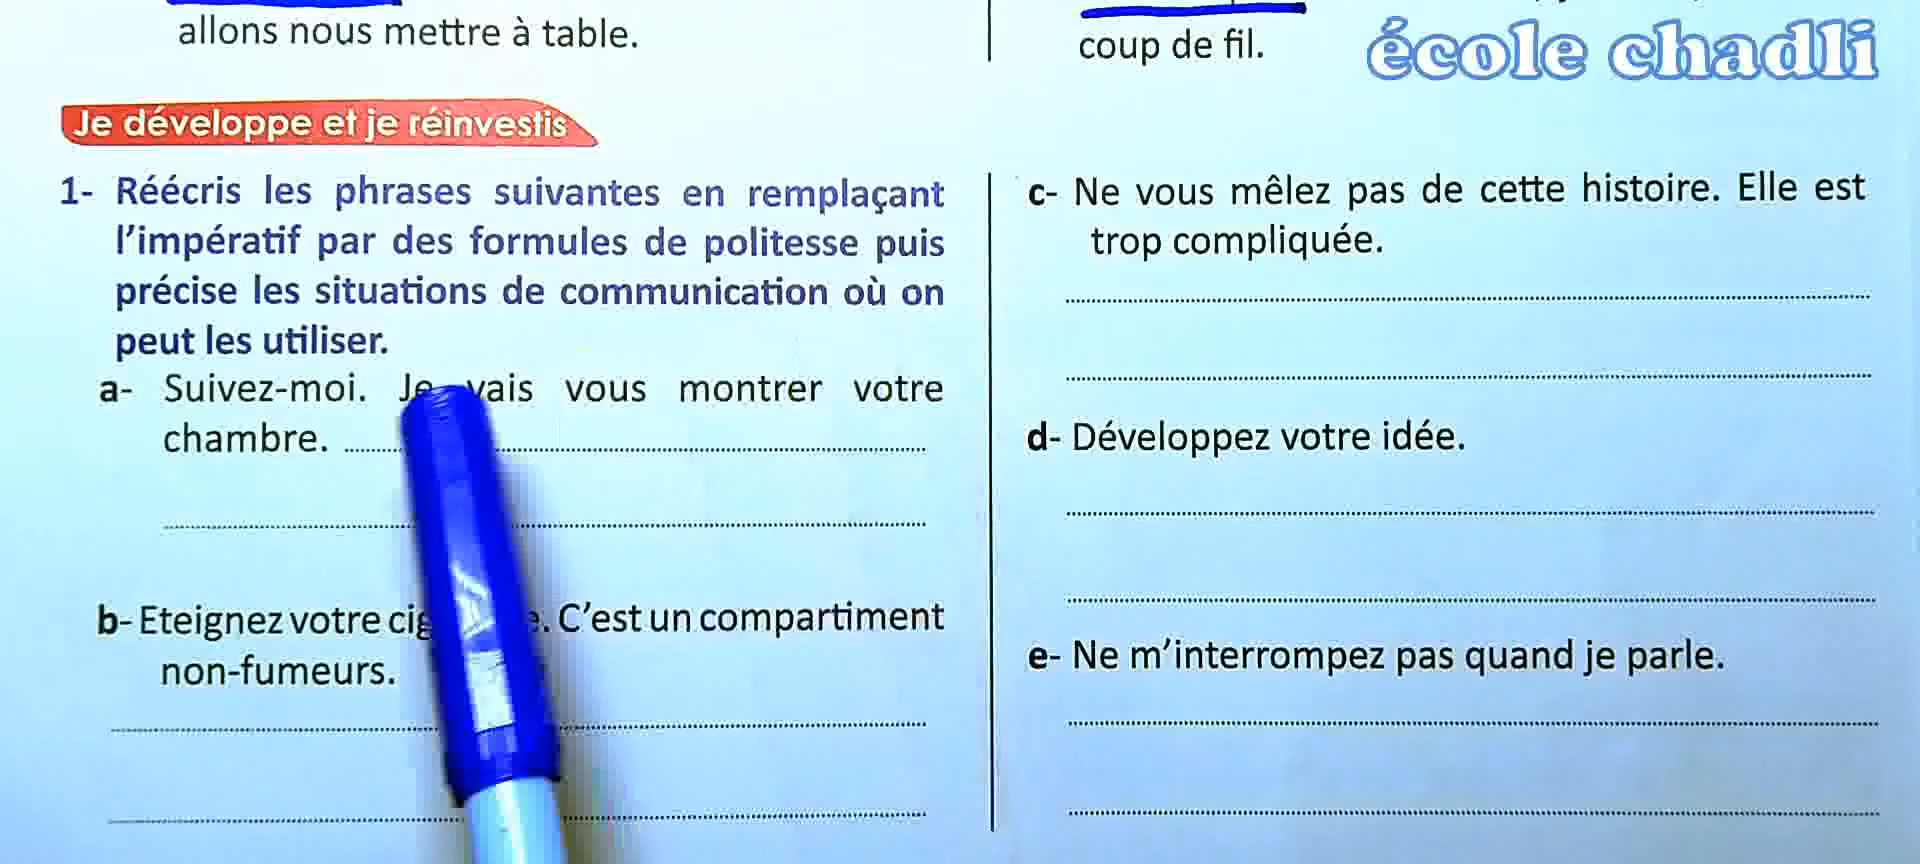 allons nous mettre à table.
coup de fil.
école chadli
Je développe et je réinvestis
1- Réécris les phrases suivantes en remplaçant
l'impératif par des formules de politesse puis
précise les situations de communication où on
peut les utiliser.
a- Suivez-moi. Je vais vous montrer votre
chambre.
b- Eteignez votre . C'est un compartiment
non-fumeurs.
c- Ne vous mêlez pas de cette histoire. Elle est
trop compliquée.
d- Développez votre idée.
e- Ne m'interrompez pas quand je parle.